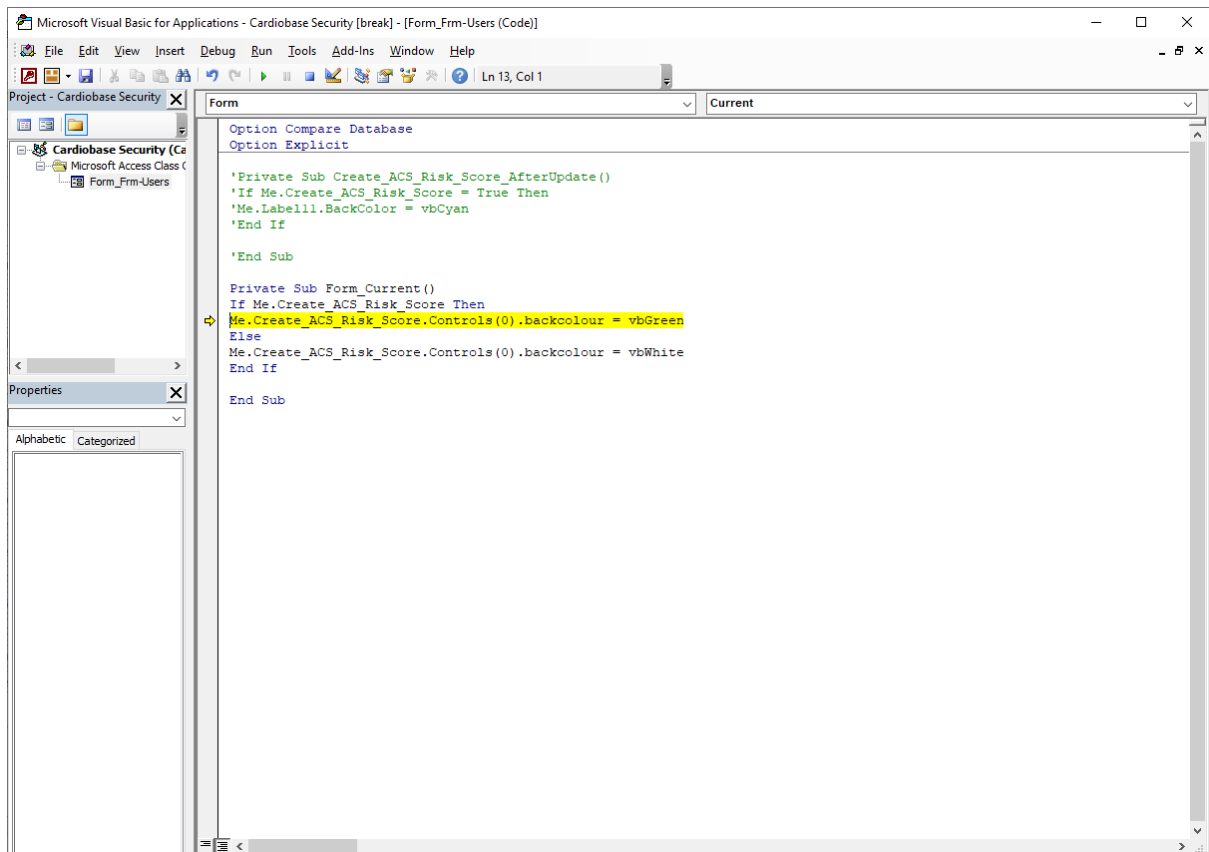 Microsoft Visual Basic for Applications - Cardiobase Security [break] - [Form_Frm-Users (Code)]
File Edit View Insert Debug Run Tools Add-Ins Window Help
Ln 13, Col 1
Project - Cardiobase Security
Form
Current
Cardiobase Security (Ca
Microsoft Access Class (
Form_Frm-Users
Option Compare Database
Option Explicit
'Private Sub Create_ACS_Risk_Score_AfterUpdate()
'If Me.Create_ACS_Risk_Score = True Then
'Me.Label11.BackColor = vbCyan
'End If
'End Sub
Private Sub Form_Current()
If Me.Create_ACS_Risk_Score Then
Me.Create_ACS_Risk_Score.Controls(0).backcolour = vbGreen
Else
Me.Create_ACS_Risk_Score.Controls(0).backcolour = vbWhite
End If
End Sub
Properties
Alphabetic Categorized